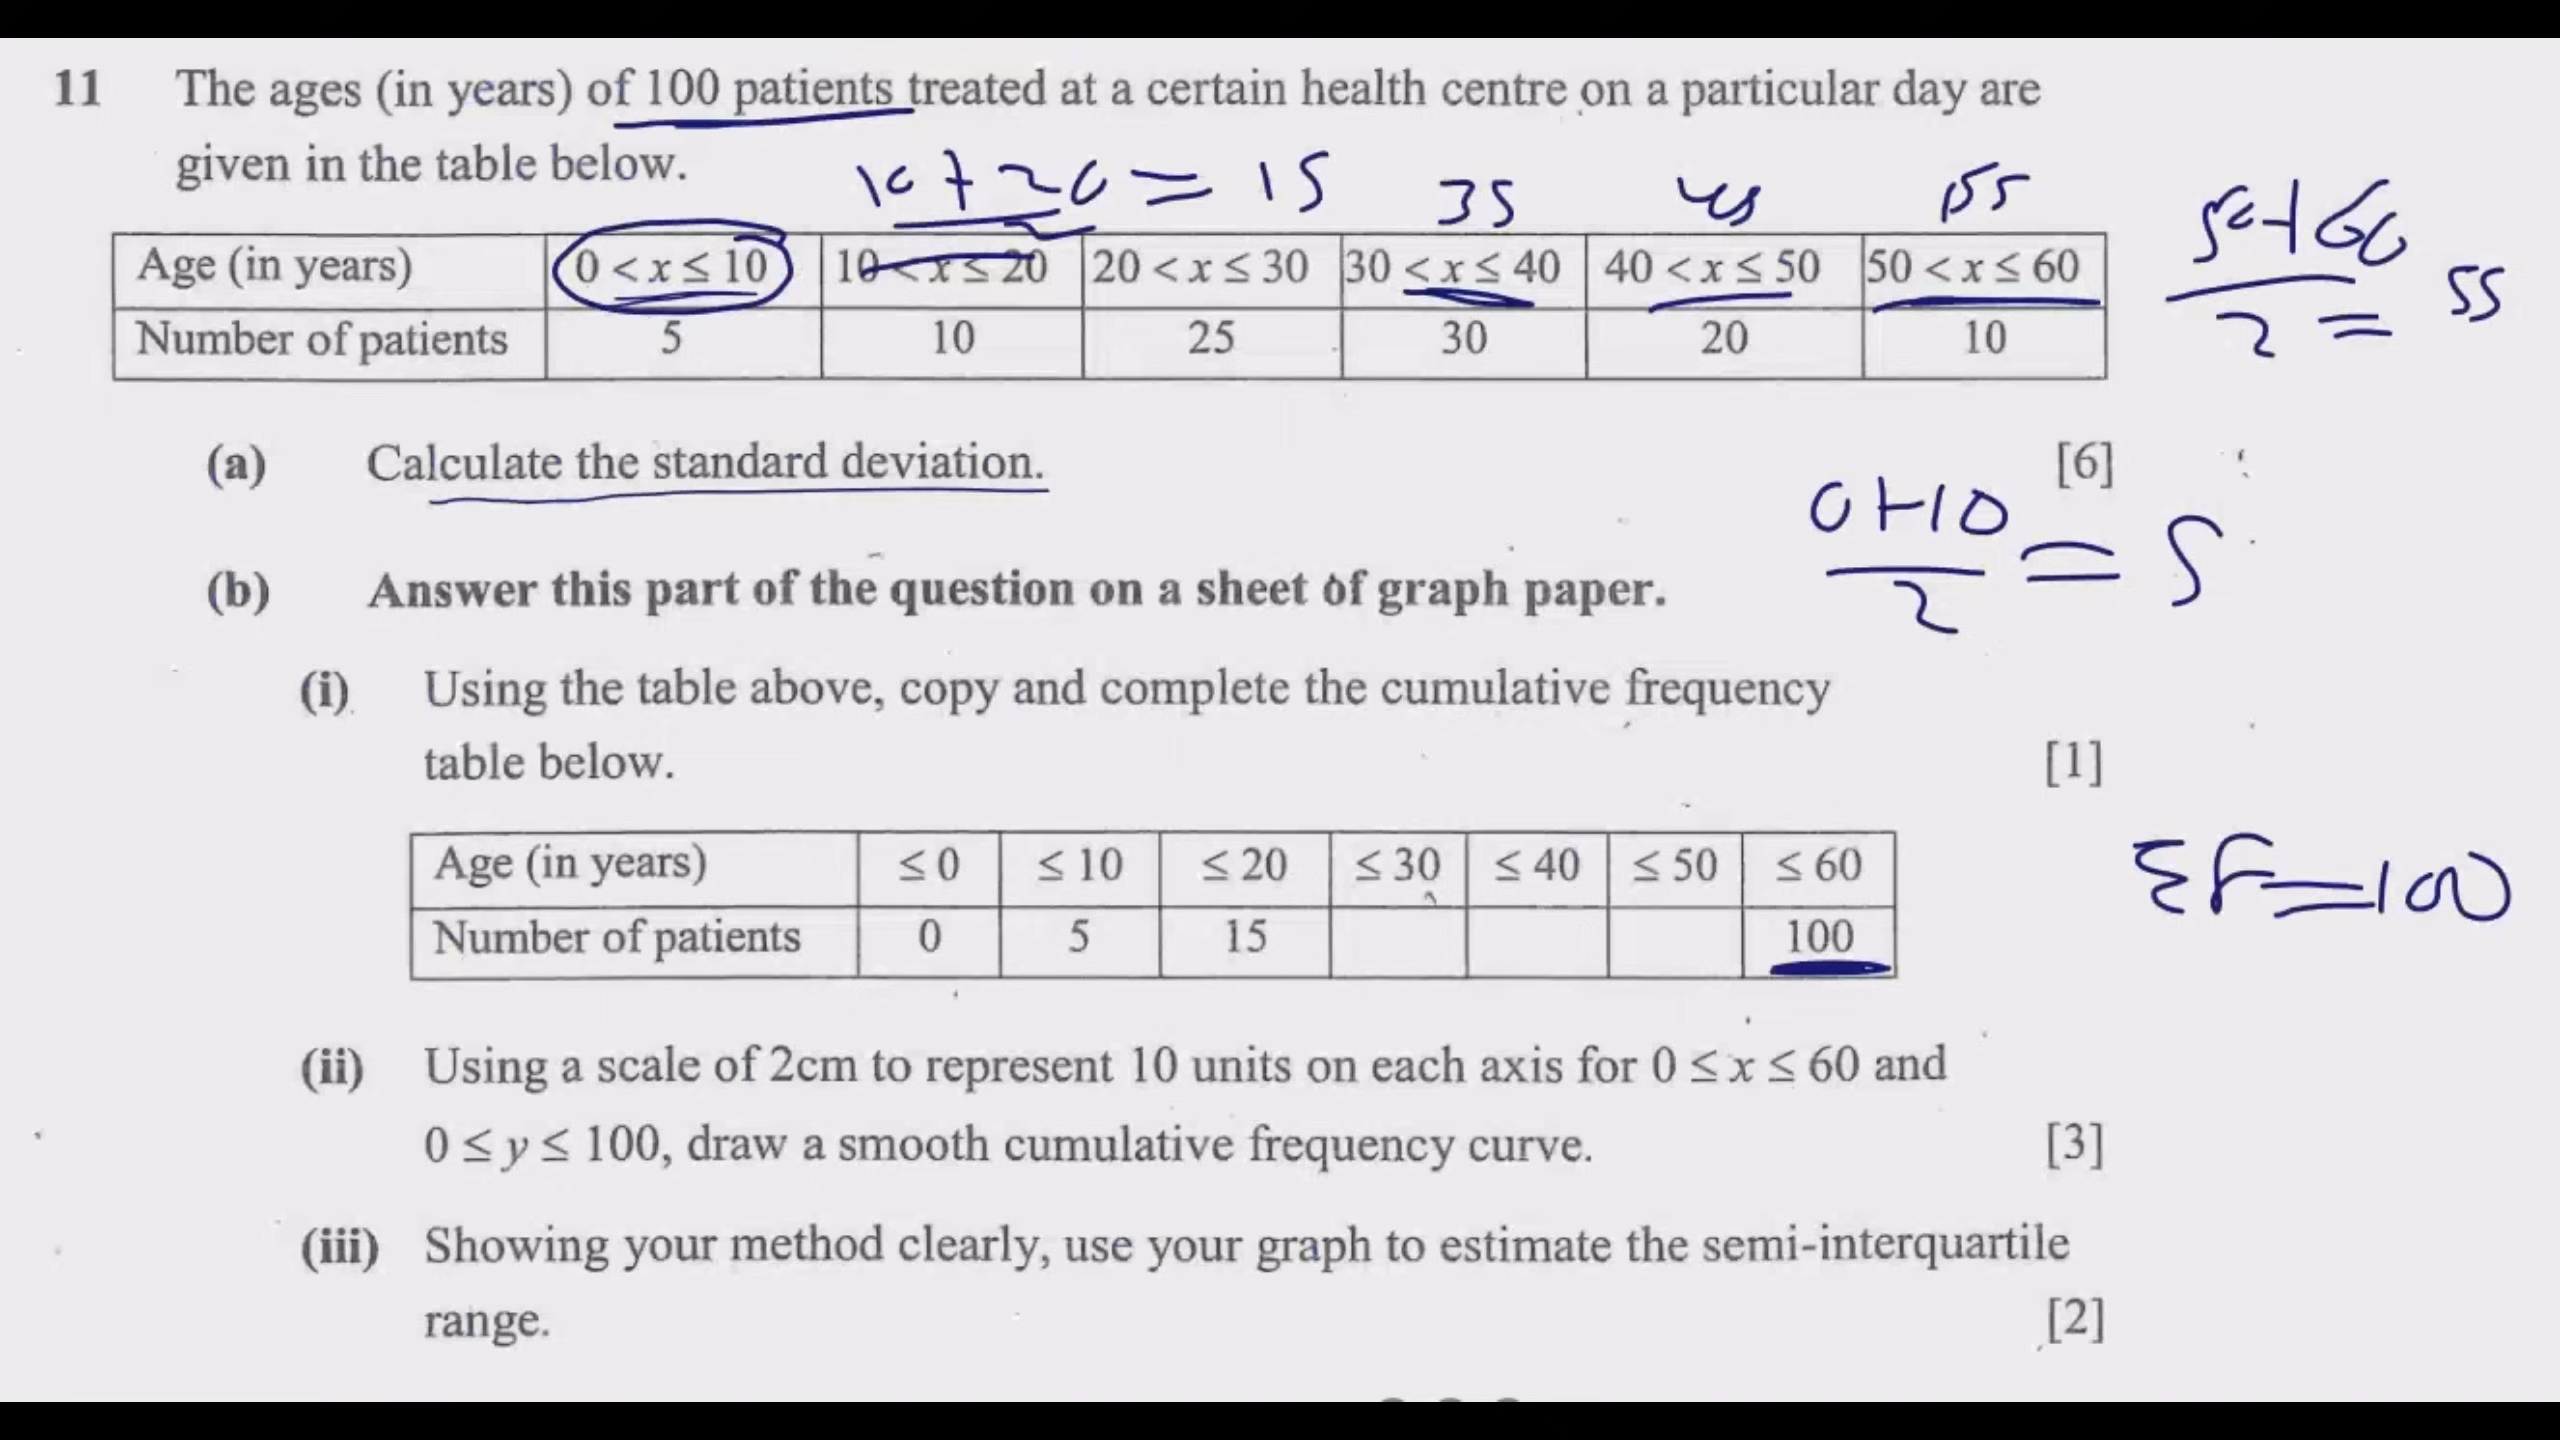 11 The ages (in years) of 100 patients treated at a certain health centre on a particular day are
given in the table below.
10 + 20 = 15 35 45 55
2
50+60
2 = 55
Age (in years) 0 < x ≤ 10 10 < x ≤ 20 20 < x ≤ 30 30 < x ≤ 40 40 < x ≤ 50 50 < x ≤ 60
Number of patients 5 10 25 30 20 10
(a) Calculate the standard deviation. [6]
0+10
2 = 5
(b) Answer this part of the question on a sheet of graph paper.
(i) Using the table above, copy and complete the cumulative frequency
table below. [1]
Age (in years) ≤ 0 ≤ 10 ≤ 20 ≤ 30 ≤ 40 ≤ 50 ≤ 60
Number of patients 0 5 15 100
Σf=100
(ii) Using a scale of 2cm to represent 10 units on each axis for 0 ≤ x ≤ 60 and
0 ≤ y ≤ 100, draw a smooth cumulative frequency curve. [3]
(iii) Showing your method clearly, use your graph to estimate the semi-interquartile
range. [2]